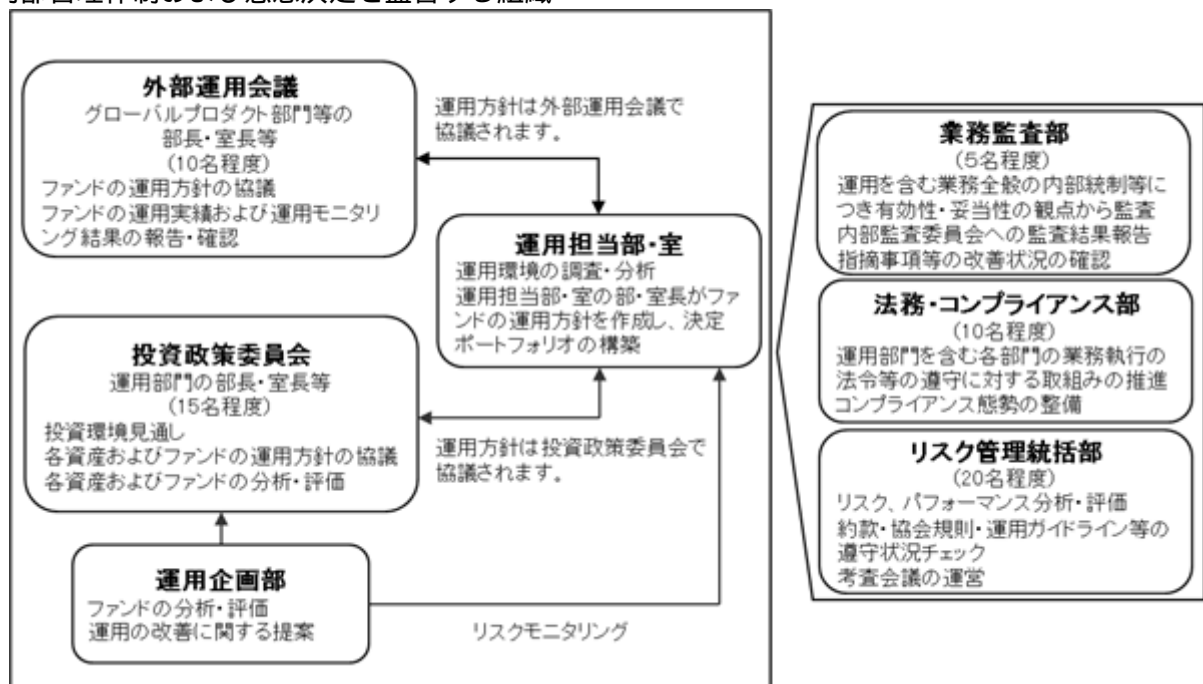 外部運用会議
グローバルプロダクト部門等の
部長・室長等
(10名程度)
ファンドの運用方針の協議
ファンドの運用実績および運用モニタリ
ング結果の報告・確認
運用方針は外部運用会議で
協議されます。
運用担当部・室
運用環境の調査・分析
運用担当部・室の部・室長がファ
ンドの運用方針を作成し、決定
ポートフォリオの構築
投資政策委員会
運用部門の部長・室長等
(15名程度)
投資環境見通し
各資産およびファンドの運用方針の協議
各資産およびファンドの分析・評価
運用方針は投資政策委員会で
協議されます。
運用企画部
ファンドの分析・評価
運用の改善に関する提案
リスクモニタリング
業務監査部
(5名程度)
運用を含む業務全般の内部統制等に
つき有効性・妥当性の観点から監査
内部監査委員会への監査結果報告
指摘事項等の改善状況の確認
法務・コンプライアンス部
(10名程度)
運用部門を含む各部門の業務執行の
法令等の遵守に対する取組みの推進
コンプライアンス態勢の整備
リスク管理統括部
(20名程度)
リスク、パフォーマンス分析・評価
約款・協会規則・運用ガイドライン等の
遵守状況チェック
考査会議の運営